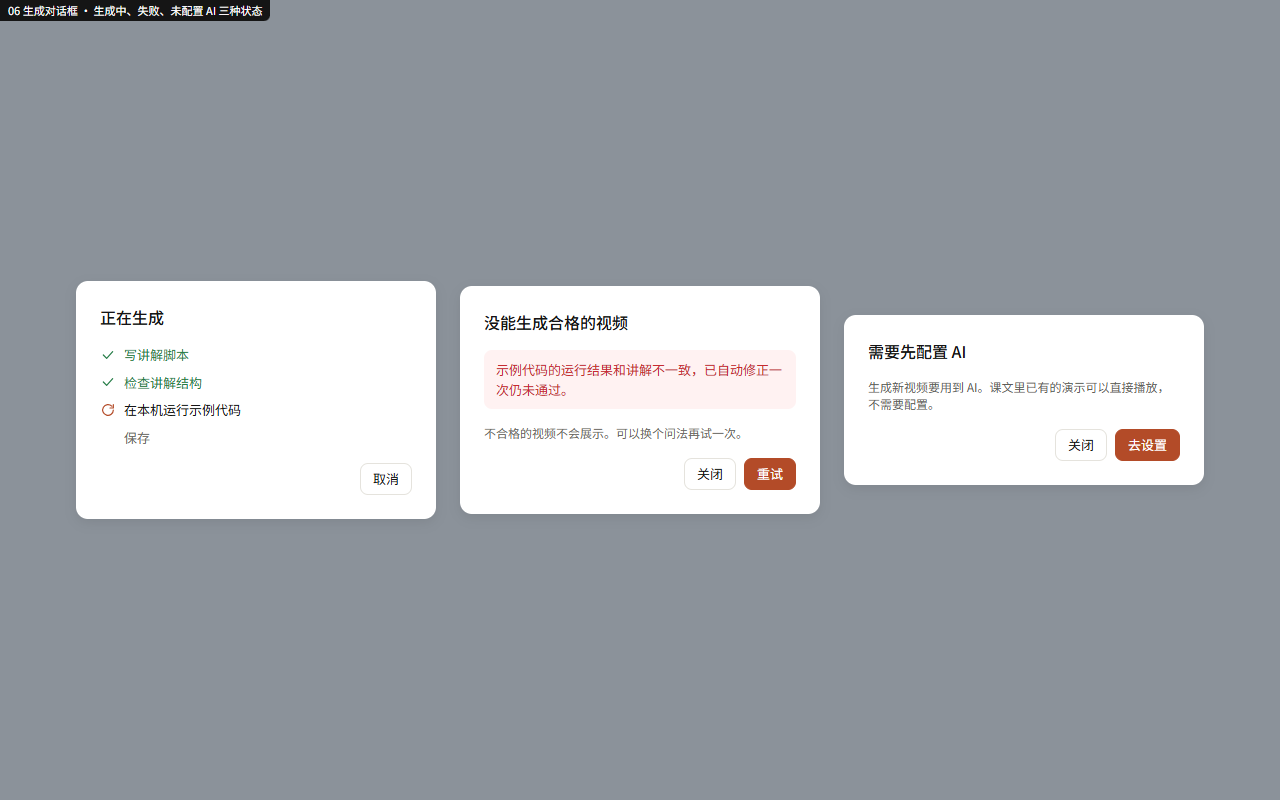 06 生成对话框 · 生成中、失败、未配置 AI 三种状态
正在生成
写讲解脚本
检查讲解结构
在本机运行示例代码
保存
取消
没能生成合格的视频
示例代码的运行结果和讲解不一致，已自动修正一
次仍未通过。
不合格的视频不会展示。可以换个问法再试一次。
关闭
重试
需要先配置 AI
生成新视频要用到 AI。课文里已有的演示可以直接播放，
不需要配置。
关闭
去设置